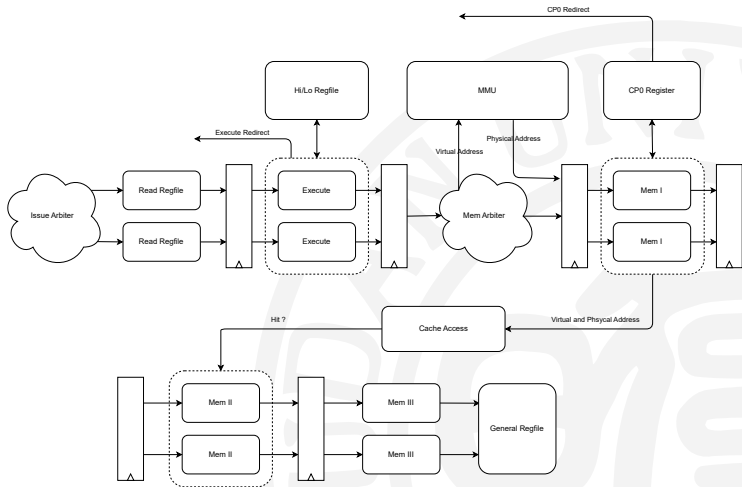 CP0 Redirect
Hi/Lo Regfile
MMU
CP0 Register
Execute Redirect
Virtual Address
Physical Address
Issue Arbiter
Read Regfile
Execute
Mem Arbiter
Mem I
Read Regfile
Execute
Mem I
Hit ?
Cache Access
Virtual and Phsycal Address
Mem II
Mem III
General Regfile
Mem II
Mem III